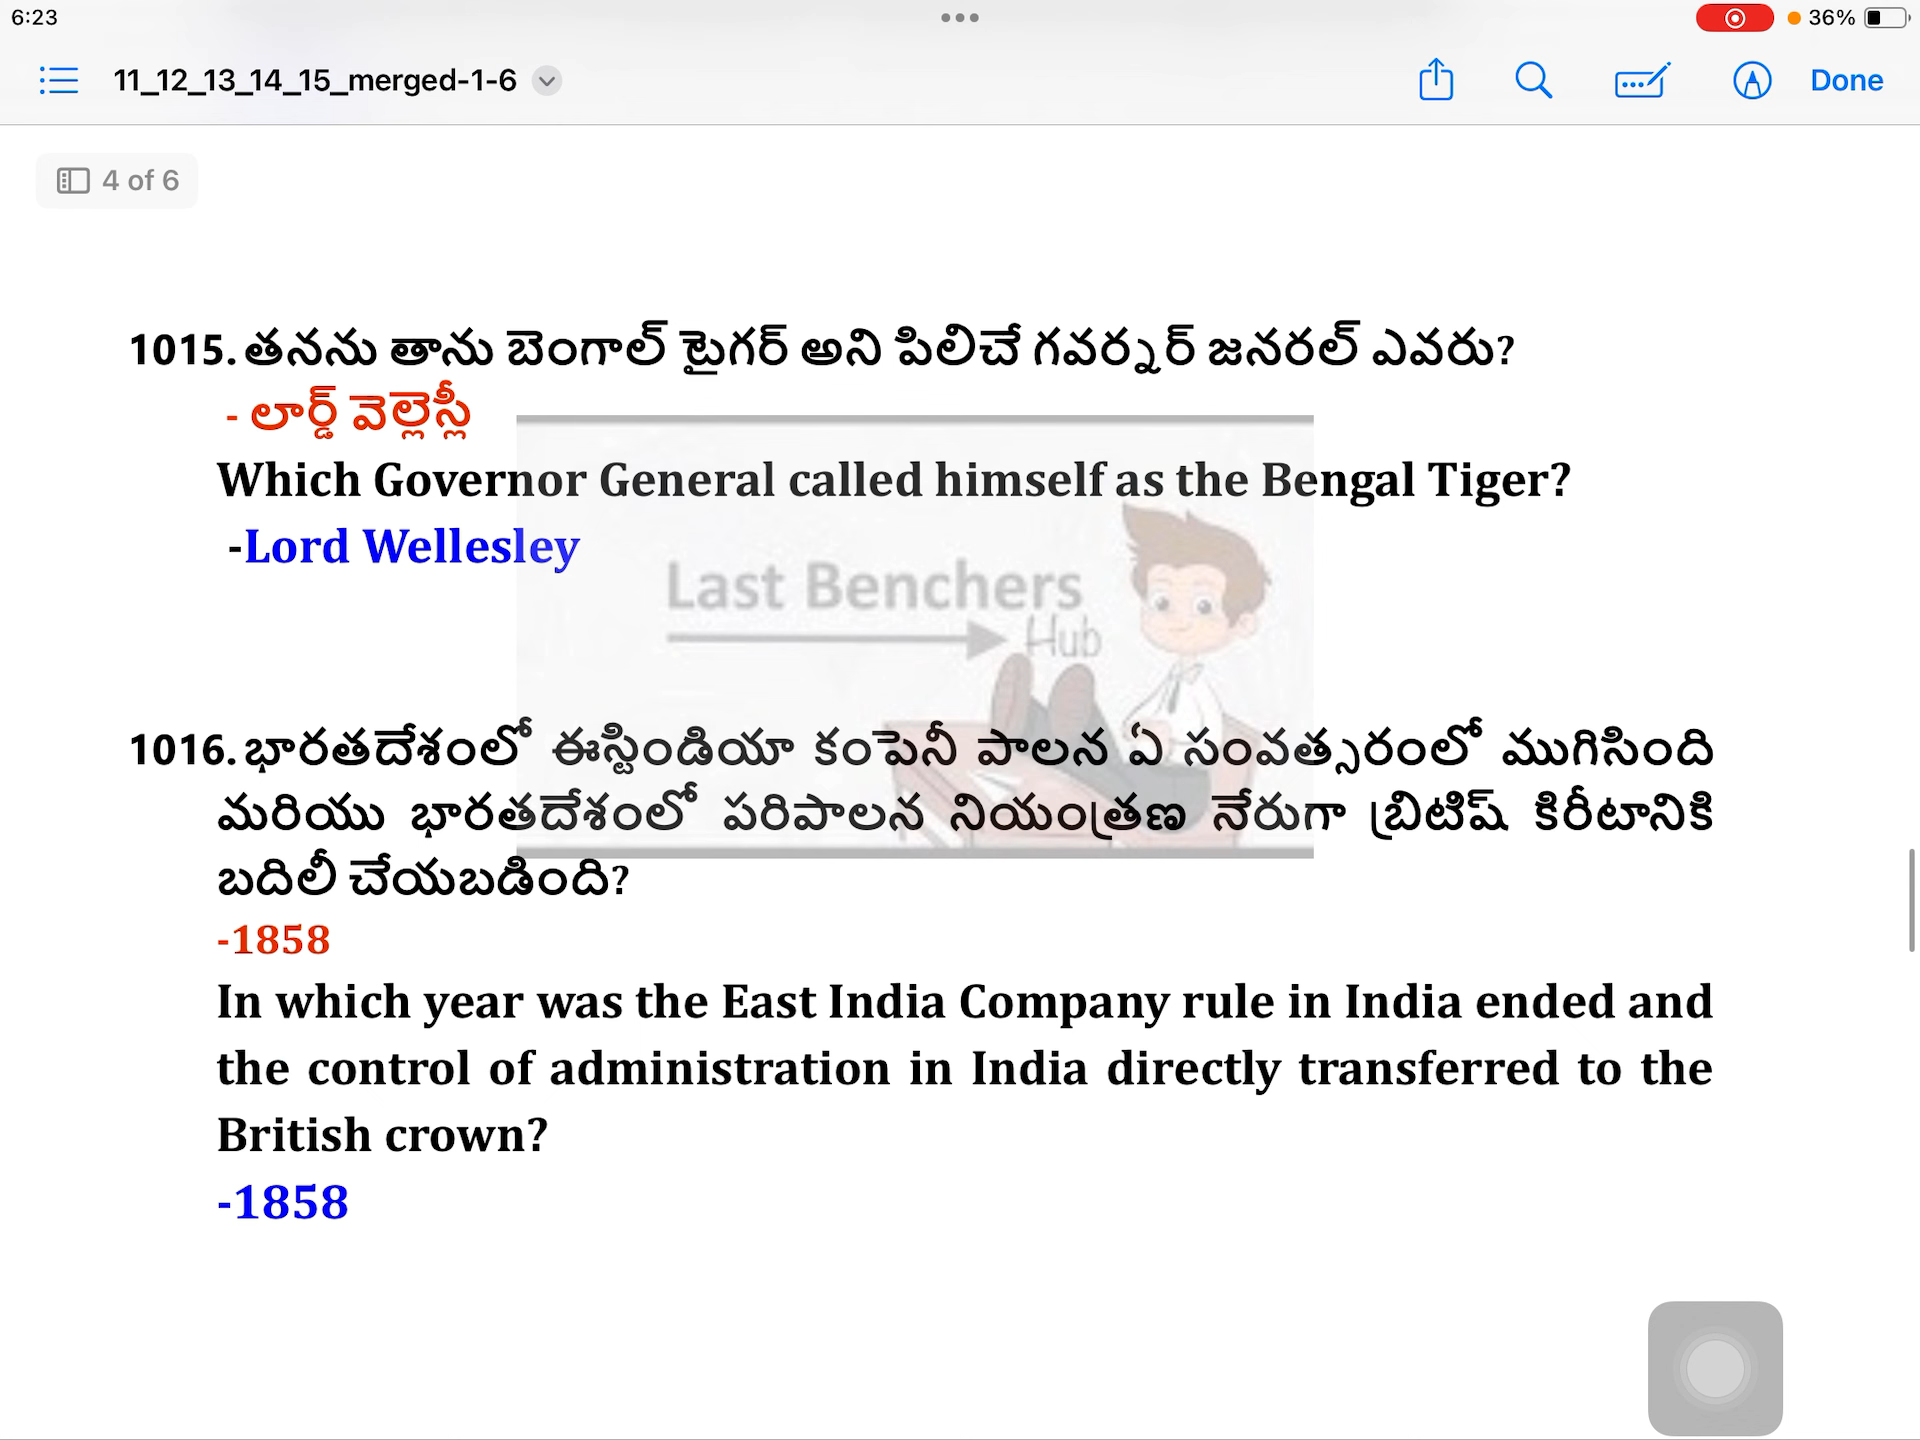 6:23
36%
11_12_13_14_15_merged-1-6
Done
4 of 6
1015. తనను తాను బెంగాల్ టైగర్ అని పిలిచే గవర్నర్ జనరల్ ఎవరు?
- లార్డ్ వెల్లెస్లీ
Which Governor General called himself as the Bengal Tiger?
-Lord Wellesley
Last Benchers
Hub
1016. భారతదేశంలో ఈస్టిండియా కంపెనీ పాలన ఏ సంవత్సరంలో ముగిసింది
మరియు భారతదేశంలో పరిపాలన నియంత్రణ నేరుగా బ్రిటిష్ కిరీటానికి
బదిలీ చేయబడింది?
-1858
In which year was the East India Company rule in India ended and
the control of administration in India directly transferred to the
British crown?
-1858